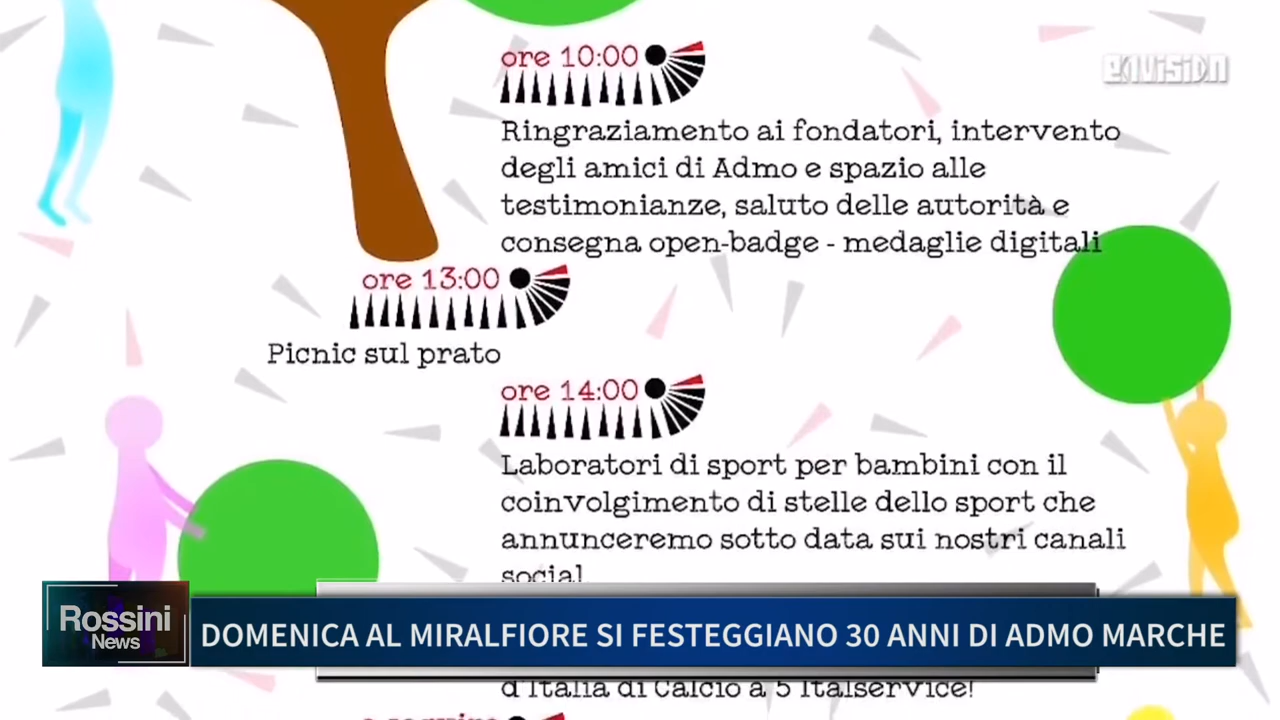 ore 10:00
envision
Ringraziamento ai fondatori, intervento
degli amici di Admo e spazio alle
testimonianze, saluto delle autorità e
consegna open-badge - medaglie digitali
ore 13:00
Picnic sul prato
ore 14:00
Laboratori di sport per bambini con il
coinvolgimento di stelle dello sport che
annunceremo sotto data sui nostri canali
social
Rossini
News
DOMENICA AL MIRALFIORE SI FESTEGGIANO 30 ANNI DI ADMO MARCHE
d'Italia di Calcio a 5 Italservice!